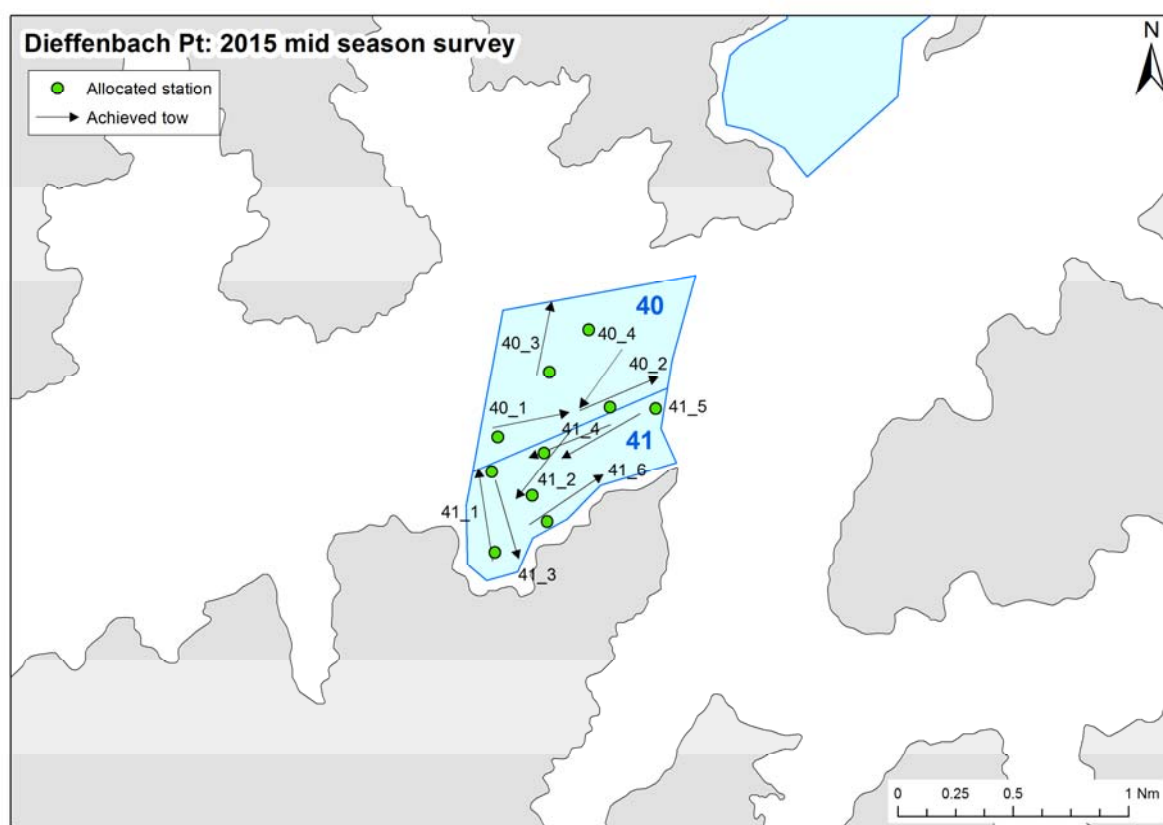 Dieffenbach Pt: 2015 mid season survey
N
Allocated station
Achieved tow
40
40_4
40_3
40_2
40_1
41_5
41_4
41
41_6
41_2
41_1
41_3
0 0.25 0.5 1 Nm